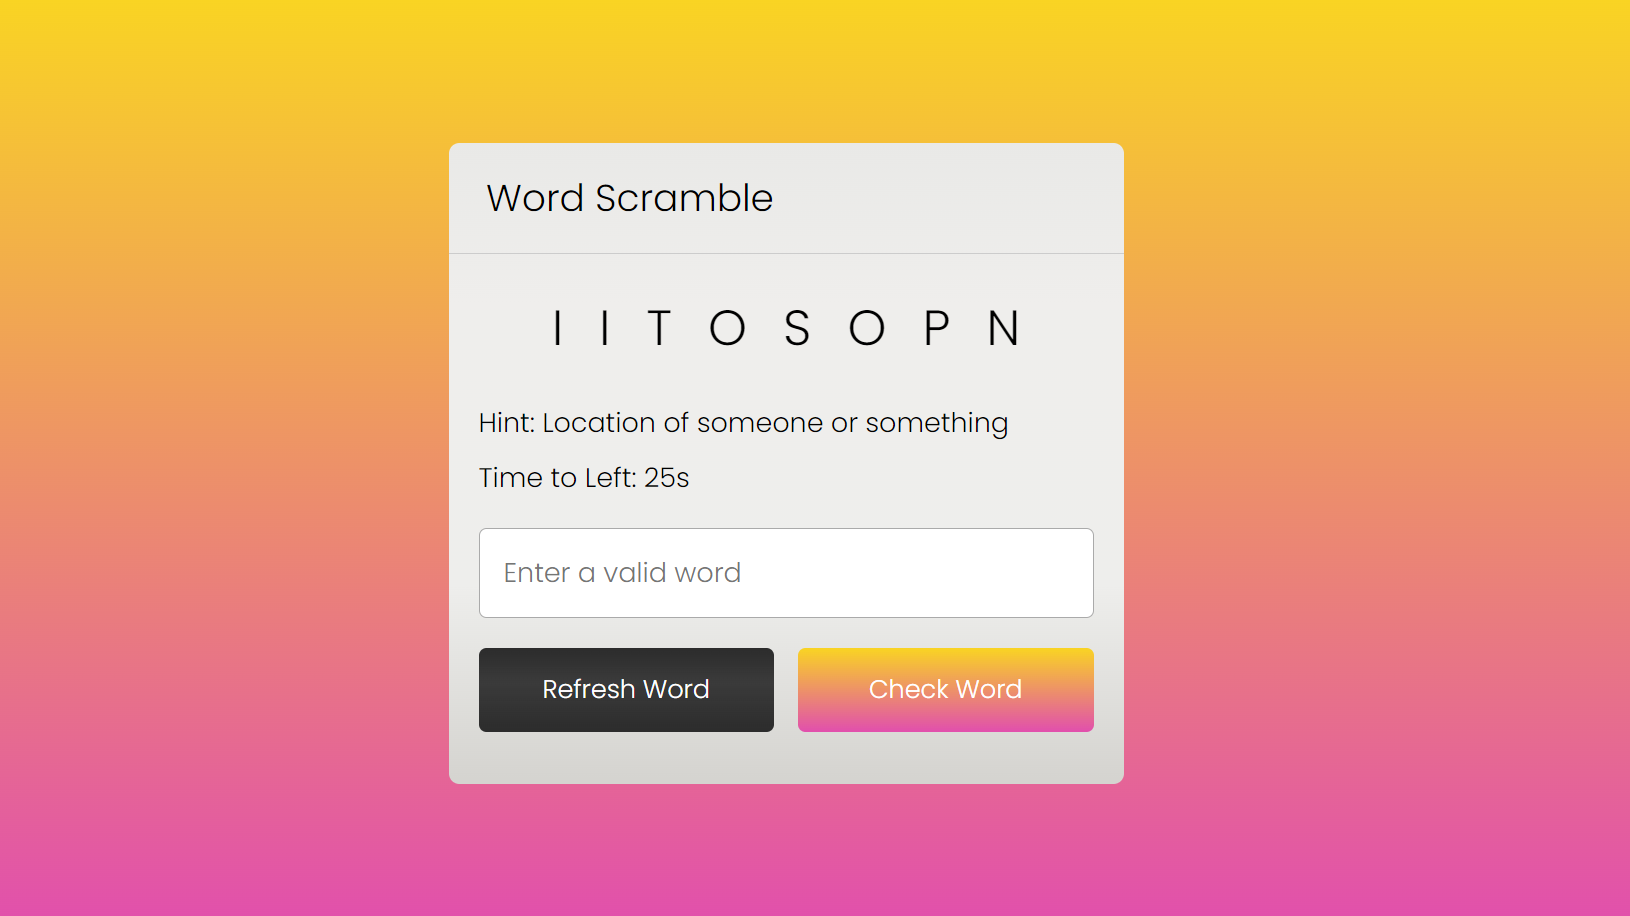 Word Scramble
I I T O S O P N
Hint: Location of someone or something
Time to Left: 25s
Enter a valid word
Refresh Word Check Word